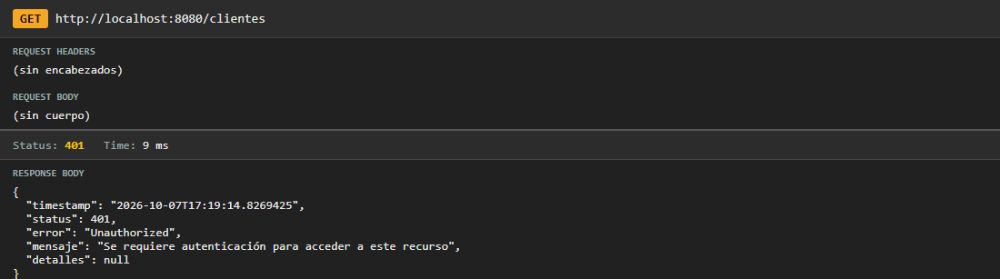 GET http://localhost:8080/clientes
REQUEST HEADERS
(sin encabezados)
REQUEST BODY
(sin cuerpo)
Status: 401 Time: 9 ms
RESPONSE BODY
{
  "timestamp": "2026-10-07T17:19:14.8269425",
  "status": 401,
  "error": "Unauthorized",
  "mensaje": "Se requiere autenticación para acceder a este recurso",
  "detalles": null
}